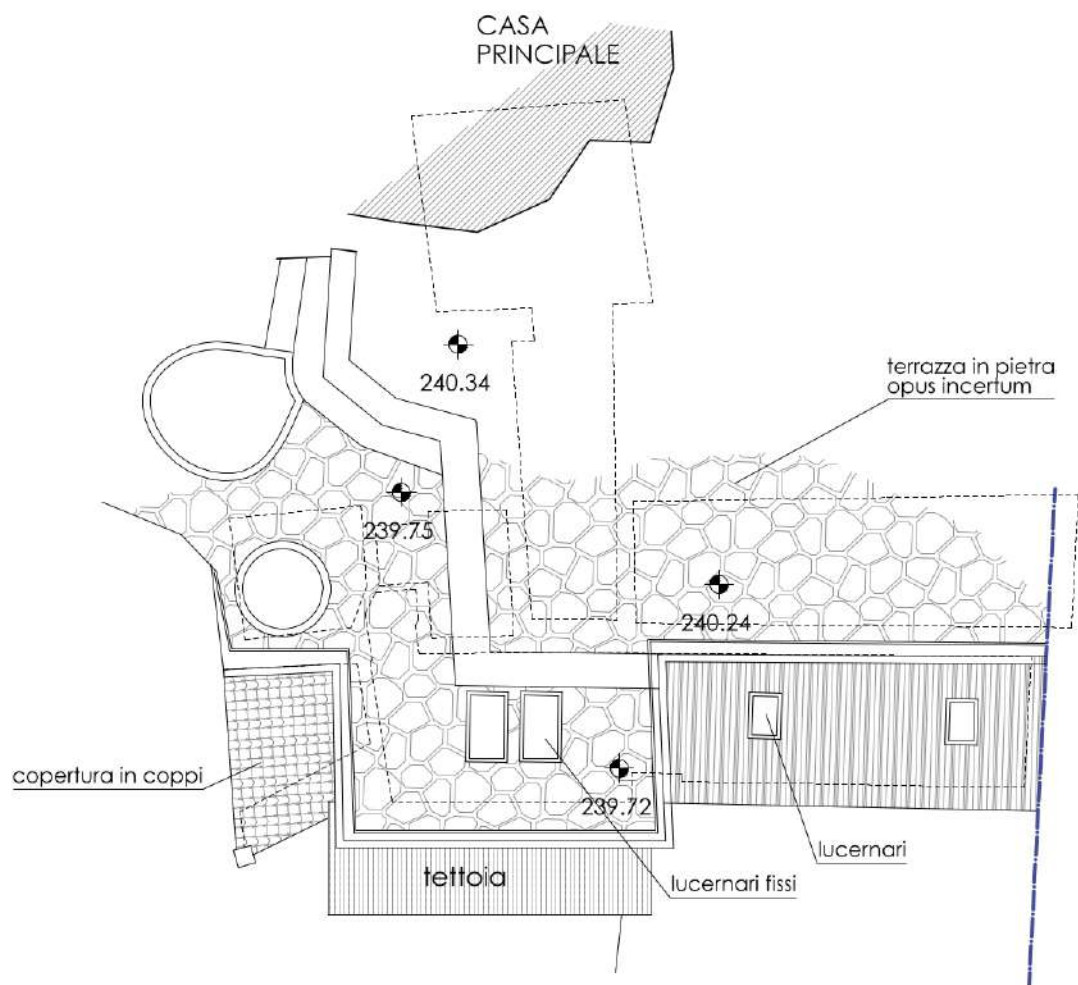 CASA
PRINCIPALE
240.34
terrazza in pietra
opus incertum
239.75
240.24
copertura in coppi
239.72
lucernari
tettoia
lucernari fissi